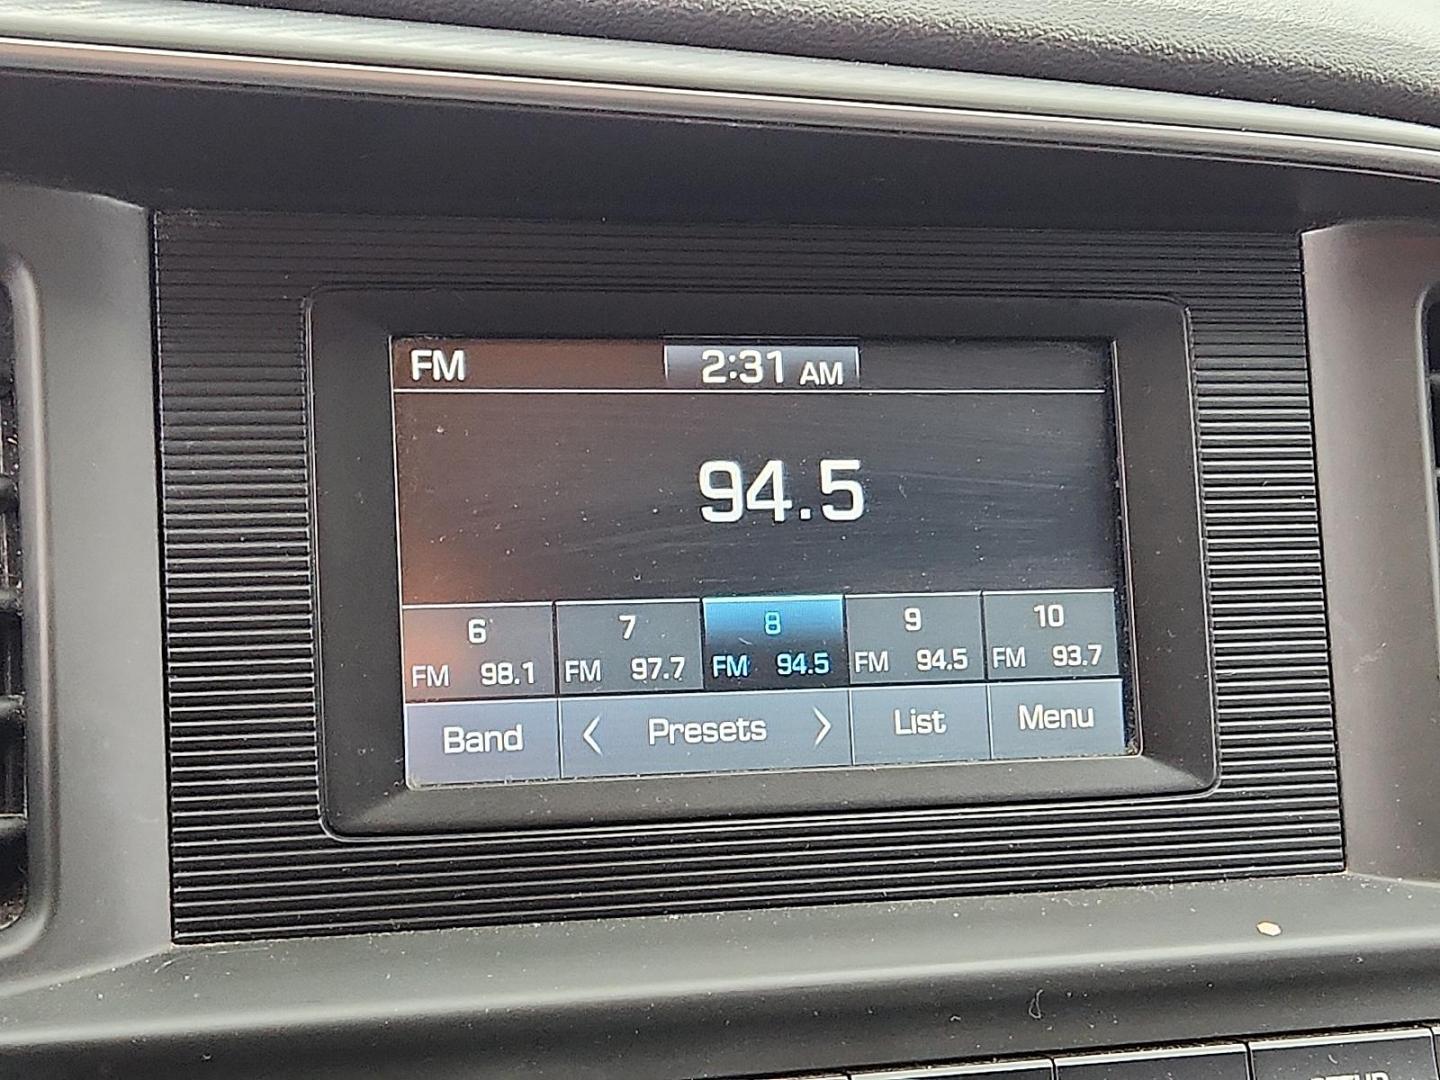 FM 2:31 AM
94.5
6 7 8 9 10
FM 98.1 FM 97.7 FM 94.5 FM 94.5 FM 93.7
Band < Presets > List Menu